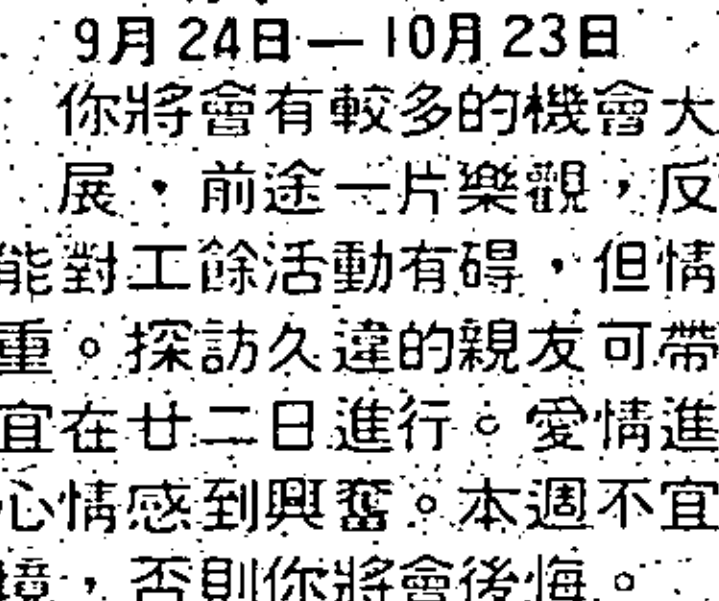 9月24日—10月23日
你將會有較多的機會大
展，前途一片樂觀，反
能對工餘活動有碍，但情
重。探訪久違的親友可帶
宜在廿二日進行。愛情進
心情感到興奮。本週不宜
境，否則你將會後悔。